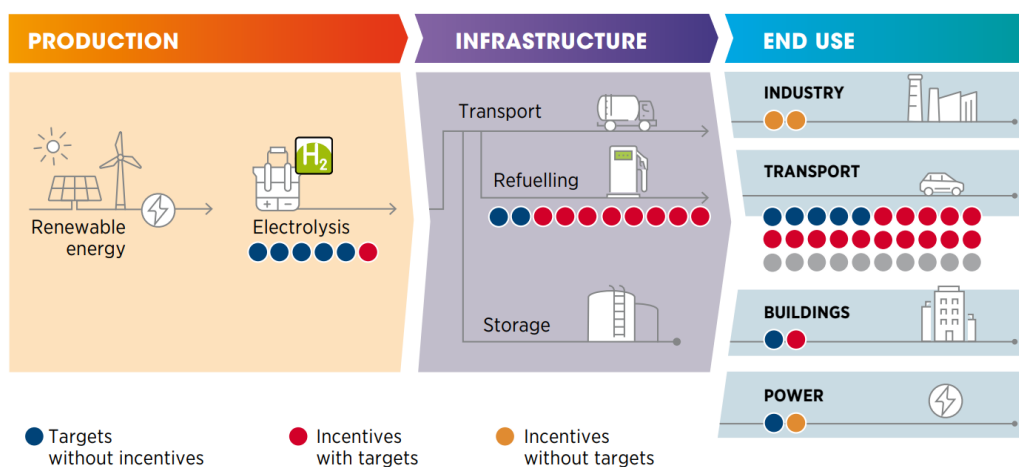 PRODUCTION
INFRASTRUCTURE
END USE
Renewable
energy
H2
Electrolysis
Transport
Refuelling
Storage
INDUSTRY
TRANSPORT
BUILDINGS
POWER
Targets
without incentives
Incentives
with targets
Incentives
without targets